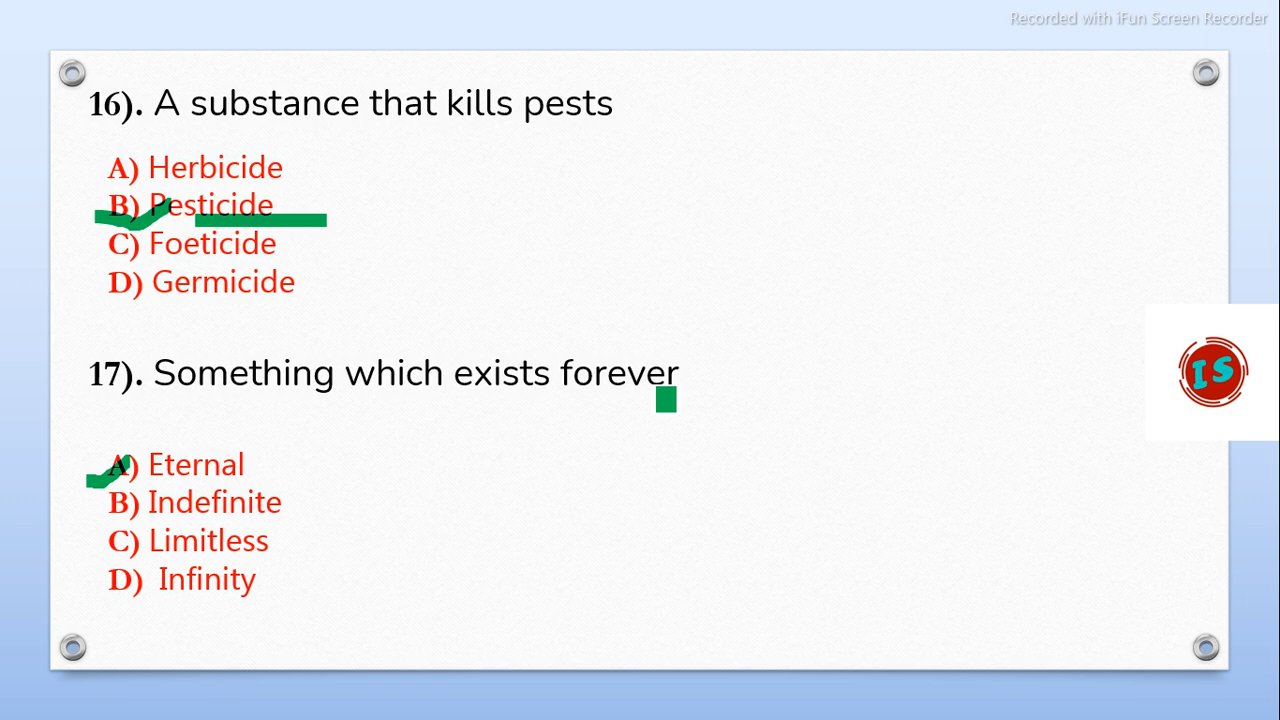 Recorded with iFun Screen Recorder
16). A substance that kills pests
A) Herbicide
B) Pesticide
C) Foeticide
D) Germicide
17). Something which exists forever
IS
A) Eternal
B) Indefinite
C) Limitless
D) Infinity